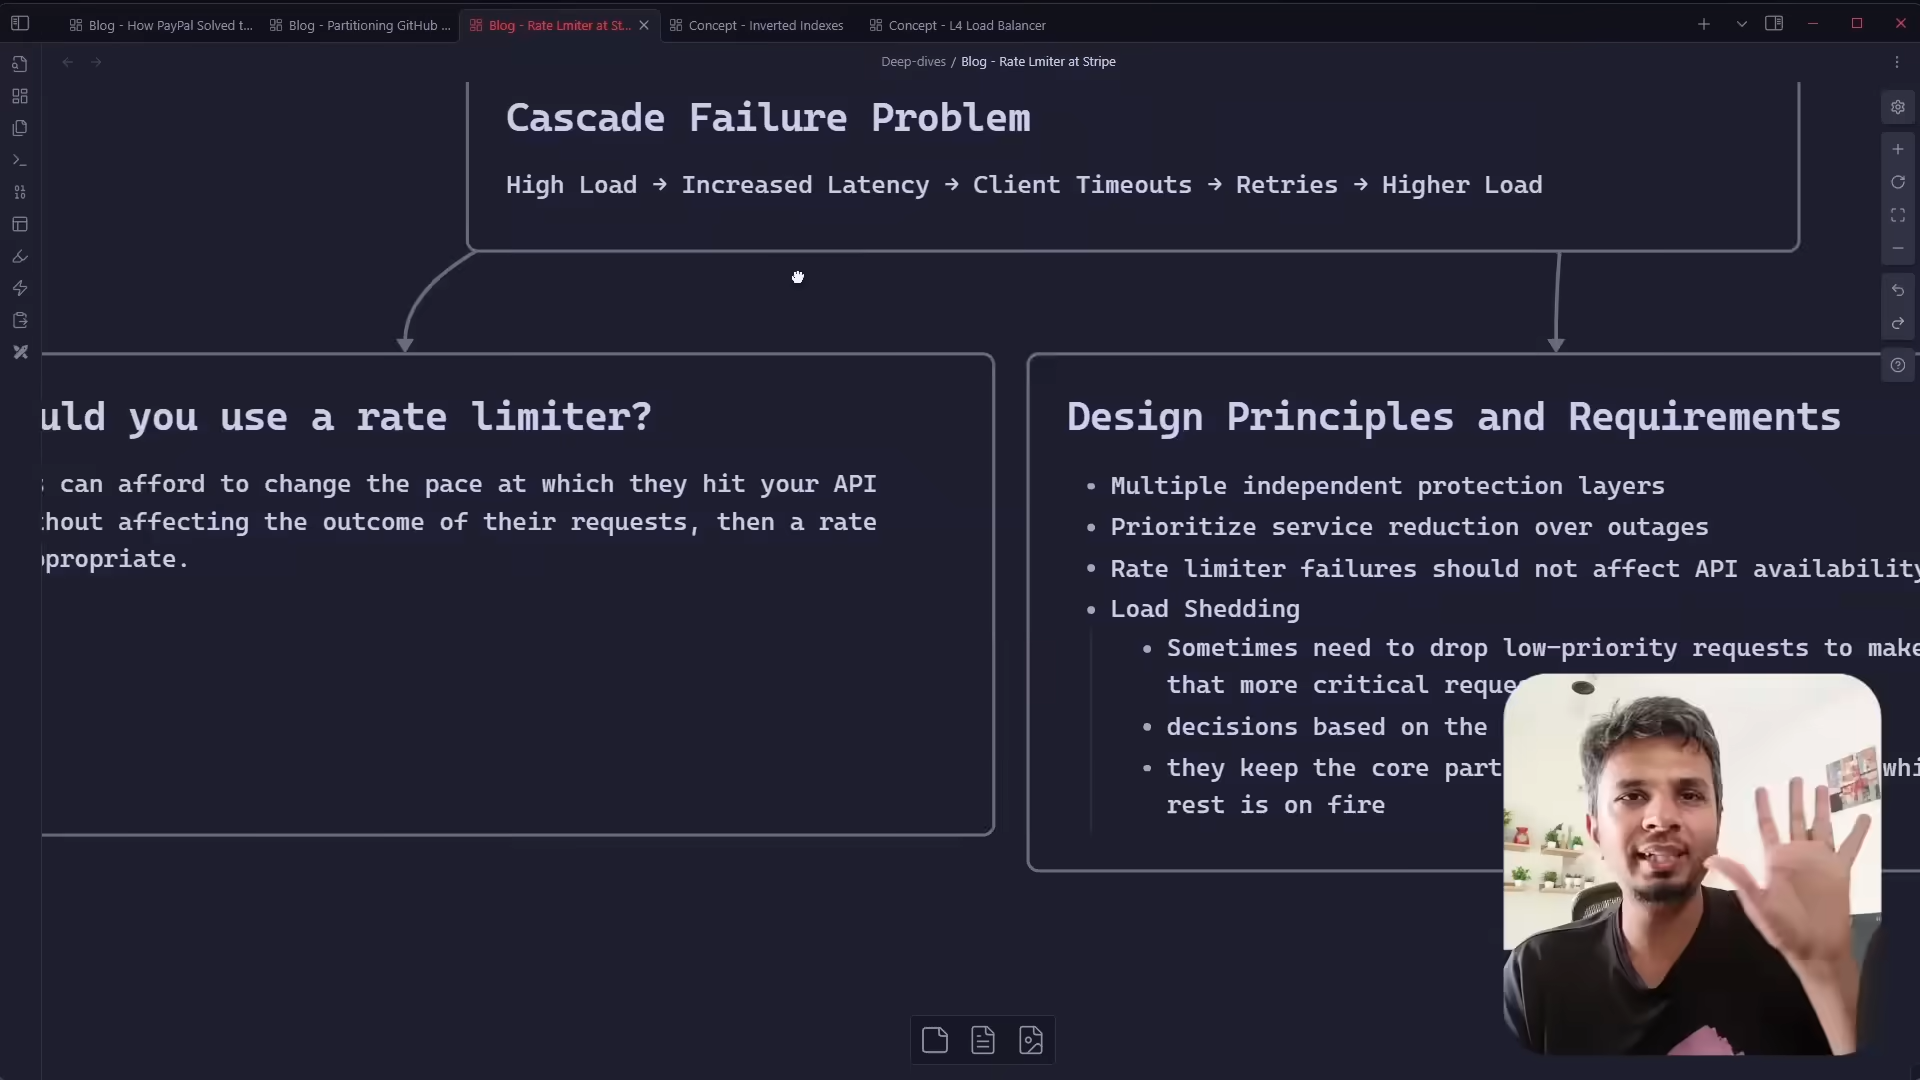 Blog - How PayPal Solved t...
Blog - Partitioning GitHub ...
Blog - Rate Lmiter at St...
Concept - Inverted Indexes
Concept - L4 Load Balancer
Deep-dives / Blog - Rate Lmiter at Stripe
Cascade Failure Problem
High Load → Increased Latency → Client Timeouts → Retries → Higher Load
uld you use a rate limiter?
can afford to change the pace at which they hit your API
thout affecting the outcome of their requests, then a rate
propriate.
Design Principles and Requirements
• Multiple independent protection layers
• Prioritize service reduction over outages
• Rate limiter failures should not affect API availability
• Load Shedding
• Sometimes need to drop low-priority requests to make
that more critical reque
• decisions based on the
• they keep the core part whi
rest is on fire